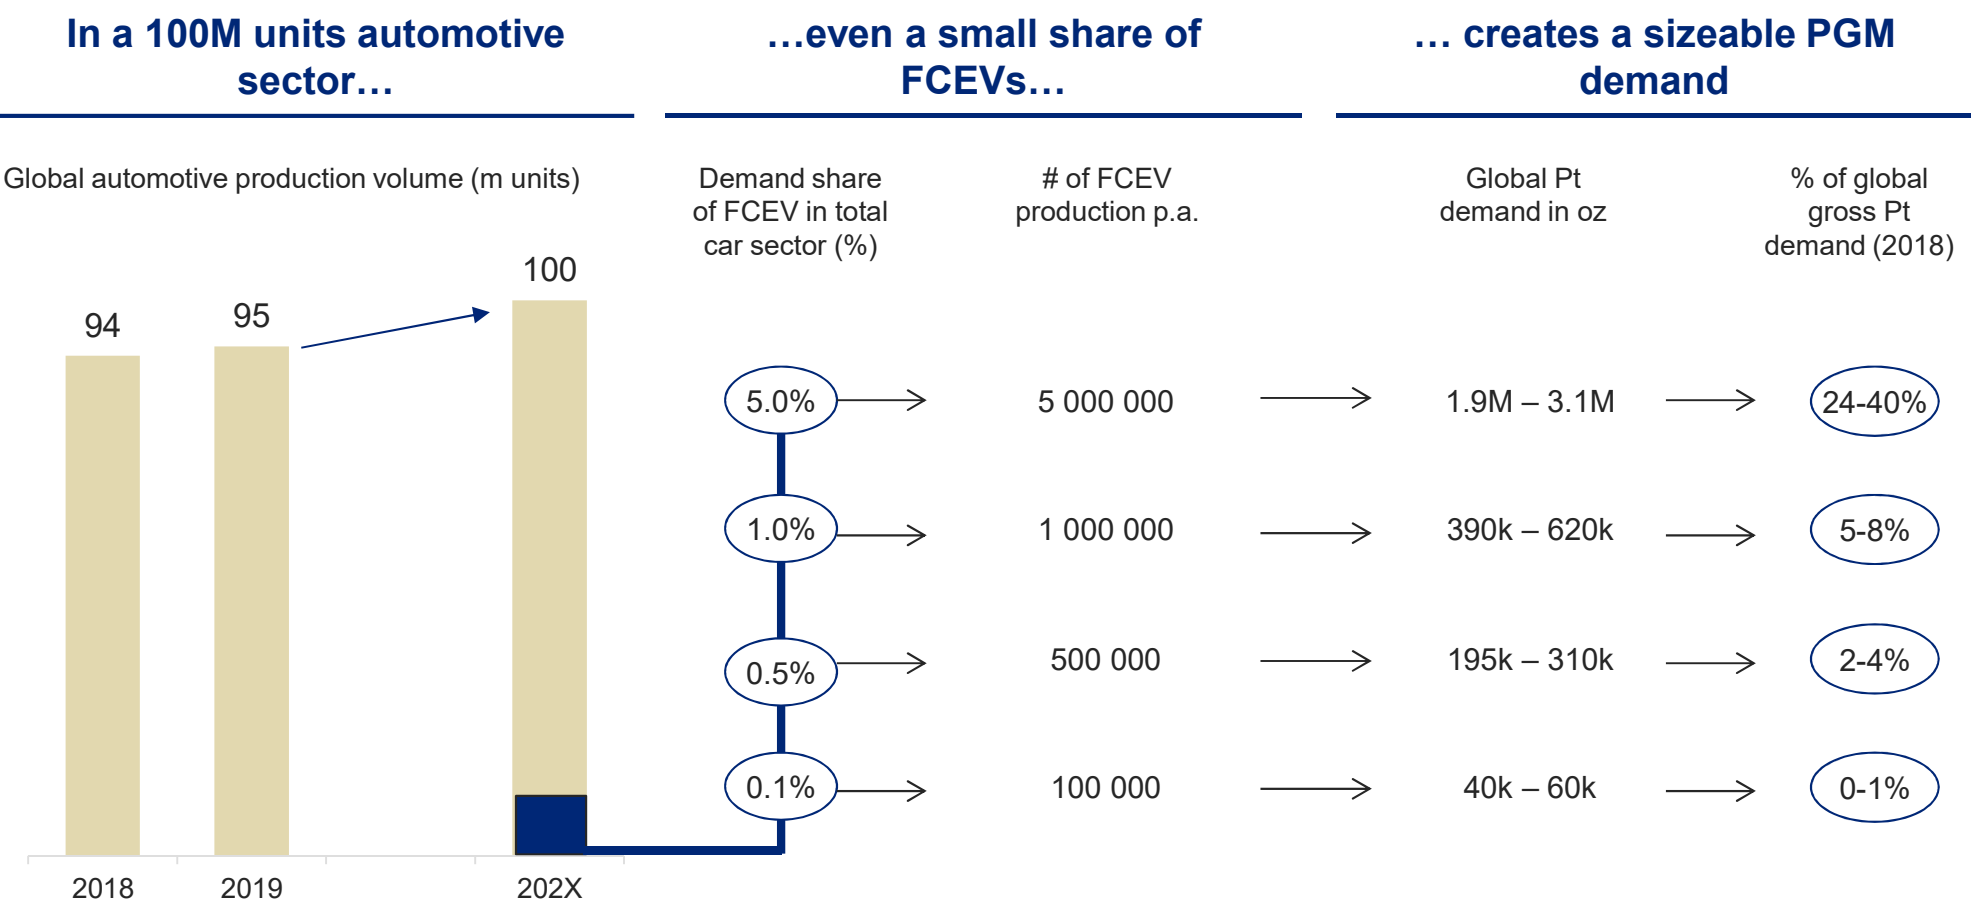 In a 100M units automotive
sector…
…even a small share of
FCEVs…
… creates a sizeable PGM
demand
Global automotive production volume (m units)
94
95
100
2018
2019
202X
Demand share
of FCEV in total
car sector (%)
# of FCEV
production p.a.
Global Pt
demand in oz
% of global
gross Pt
demand (2018)
5.0%
5 000 000
1.9M – 3.1M
24-40%
1.0%
1 000 000
390k – 620k
5-8%
0.5%
500 000
195k – 310k
2-4%
0.1%
100 000
40k – 60k
0-1%